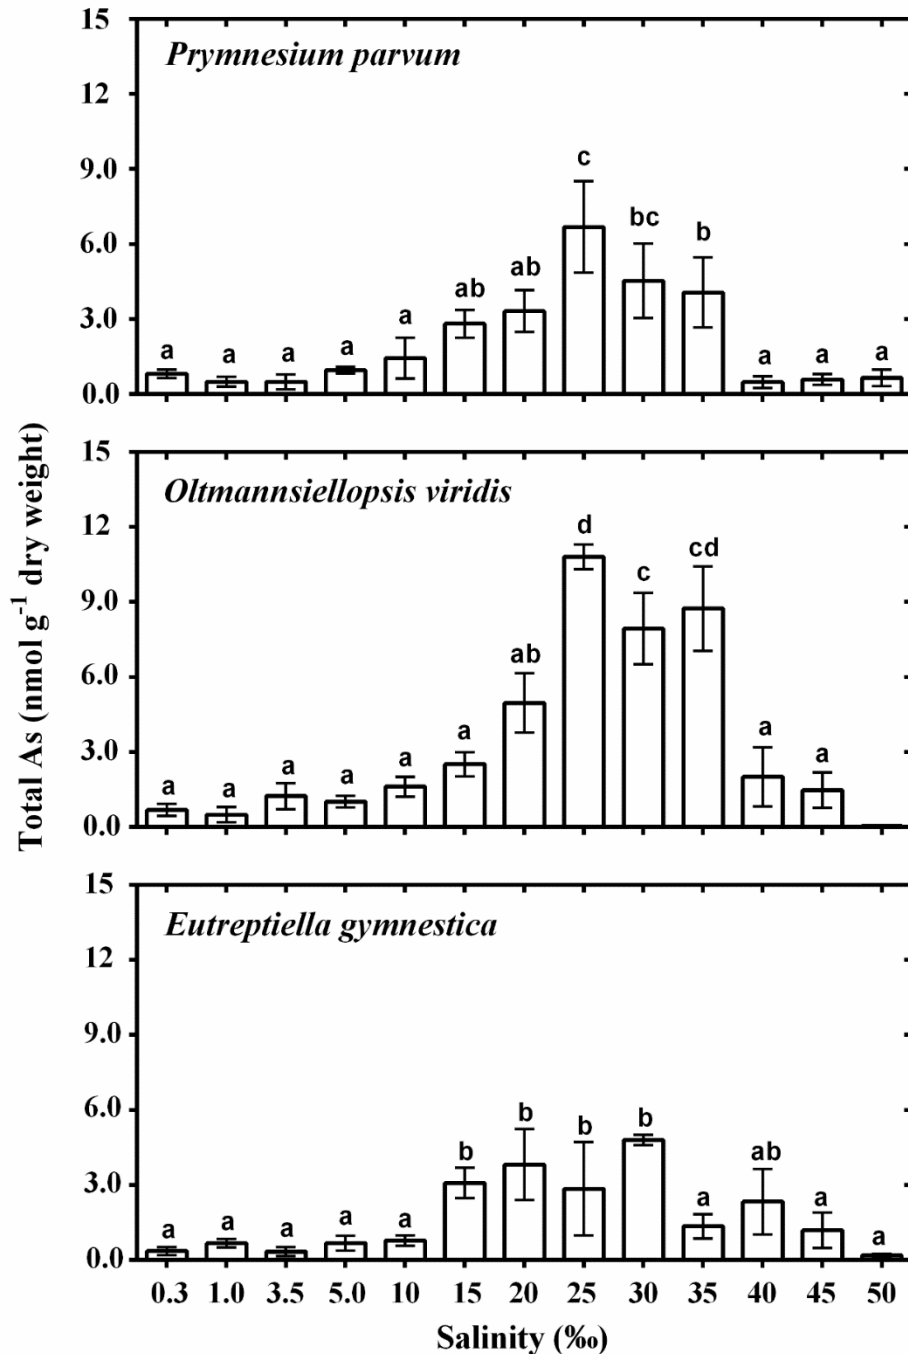 15
Prymnesium parvum
12
c
9.0
bc
b
6.0
ab
ab
3.0
a
a
a
a
a
a
a
a
0.0
Total As (nmol g⁻¹ dry weight)
15
Oltmannsiellopsis viridis
d
12
cd
c
9.0
ab
6.0
a
a
a
3.0
a
a
a
a
a
0.0
15
Eutreptiella gymnestica
12
9.0
6.0
b
b
b
b
ab
3.0
a
a
a
a
a
a
a
a
0.0
0.3 1.0 3.5 5.0 10 15 20 25 30 35 40 45 50
Salinity (‰)